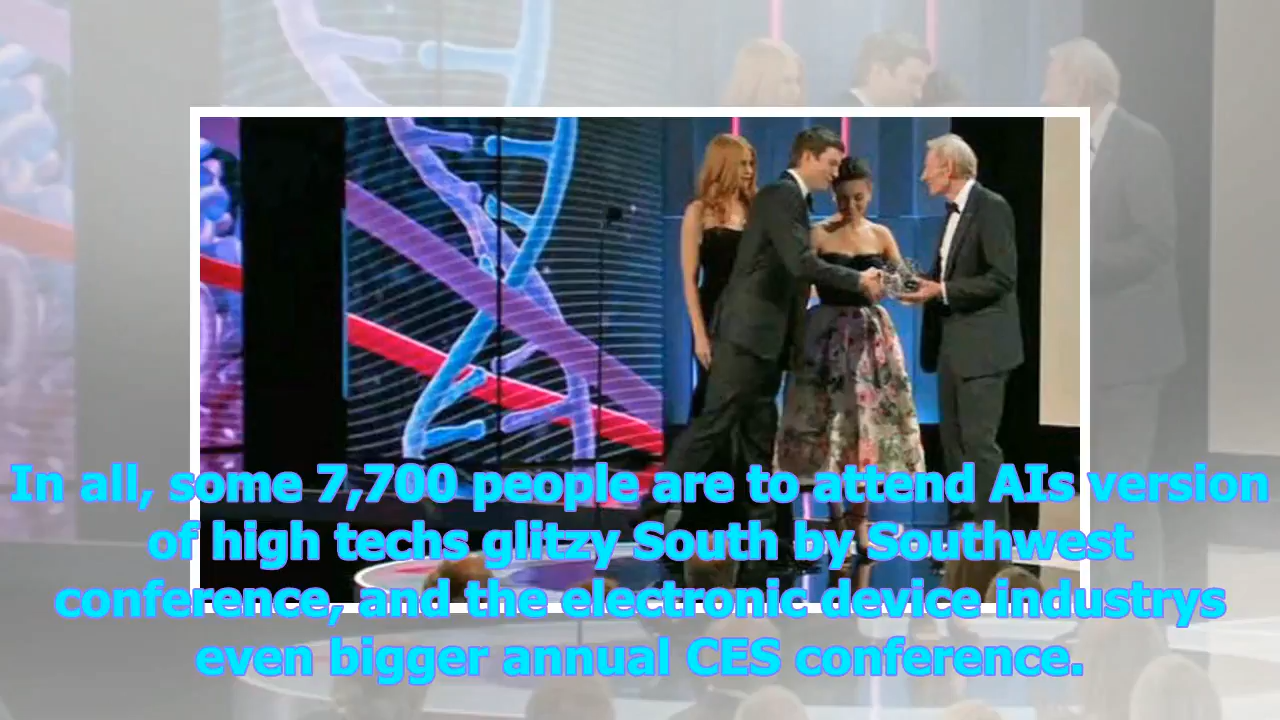 In all, some 7,700 people are to attend AIs version
of high techs glitzy South by Southwest
conference, and the electronic device industrys
even bigger annual CES conference.